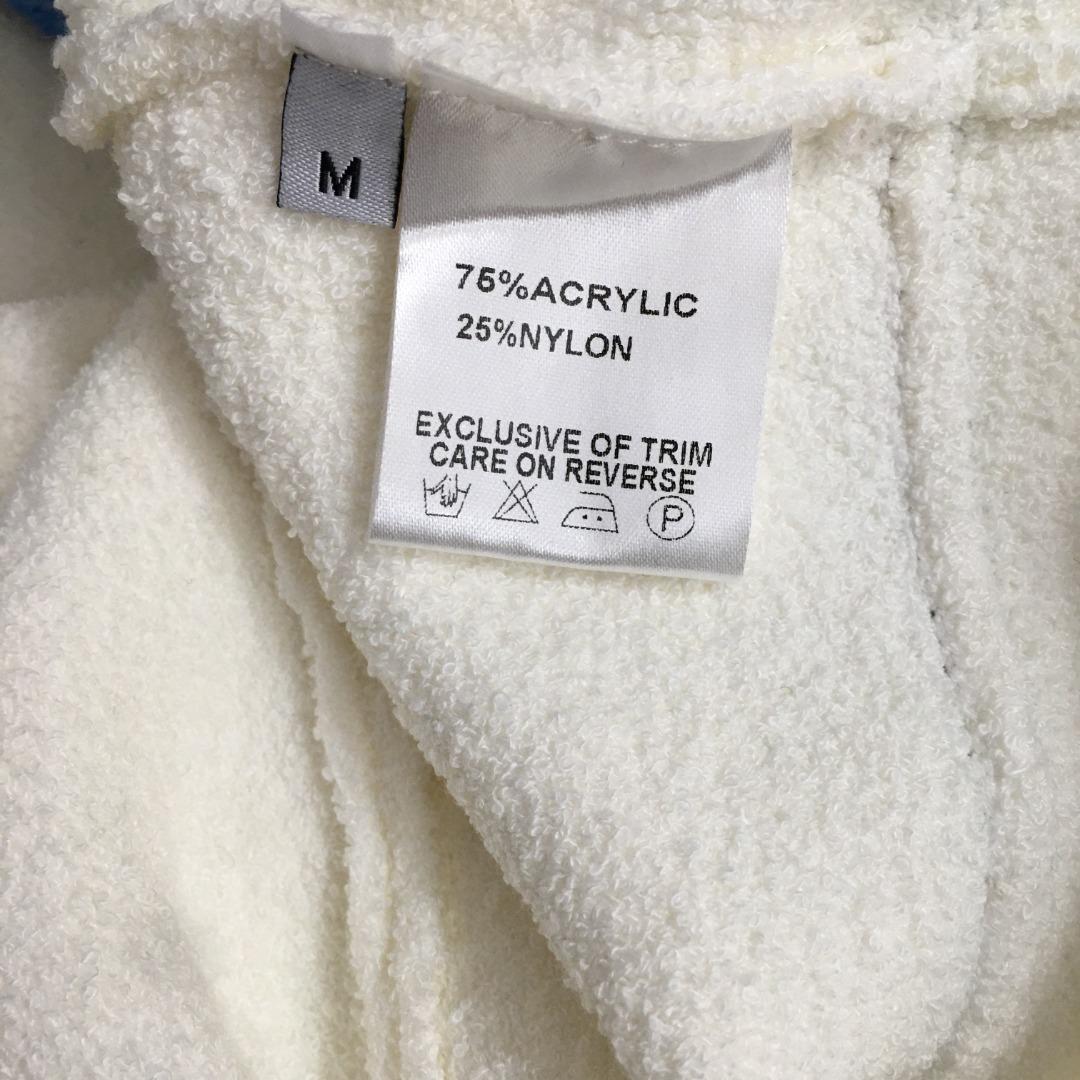 M
75%ACRYLIC
25%NYLON
EXCLUSIVE OF TRIM
CARE ON REVERSE
P